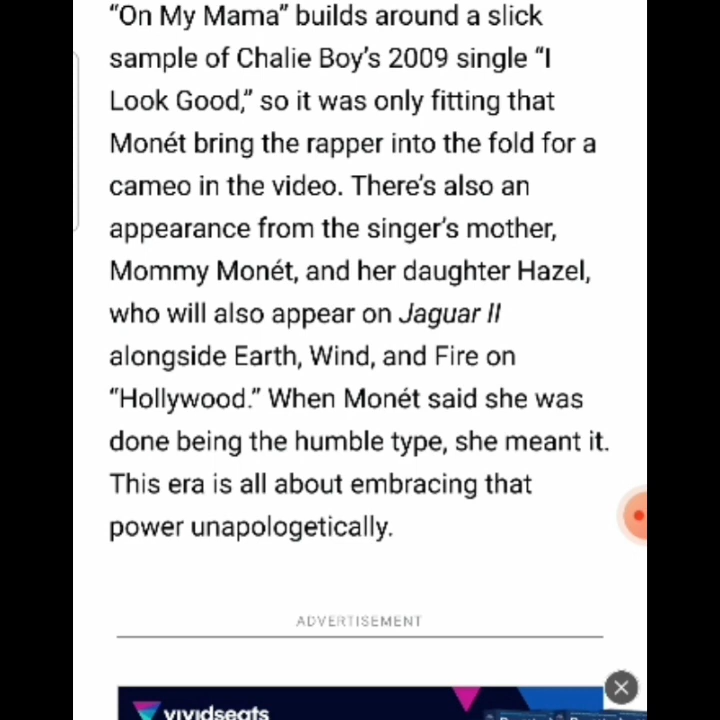 “On My Mama” builds around a slick
sample of Chalie Boy’s 2009 single “I
Look Good,” so it was only fitting that
Monét bring the rapper into the fold for a
cameo in the video. There’s also an
appearance from the singer’s mother,
Mommy Monét, and her daughter Hazel,
who will also appear on Jaguar II
alongside Earth, Wind, and Fire on
“Hollywood.” When Monét said she was
done being the humble type, she meant it.
This era is all about embracing that
power unapologetically.
ADVERTISEMENT
vividseats